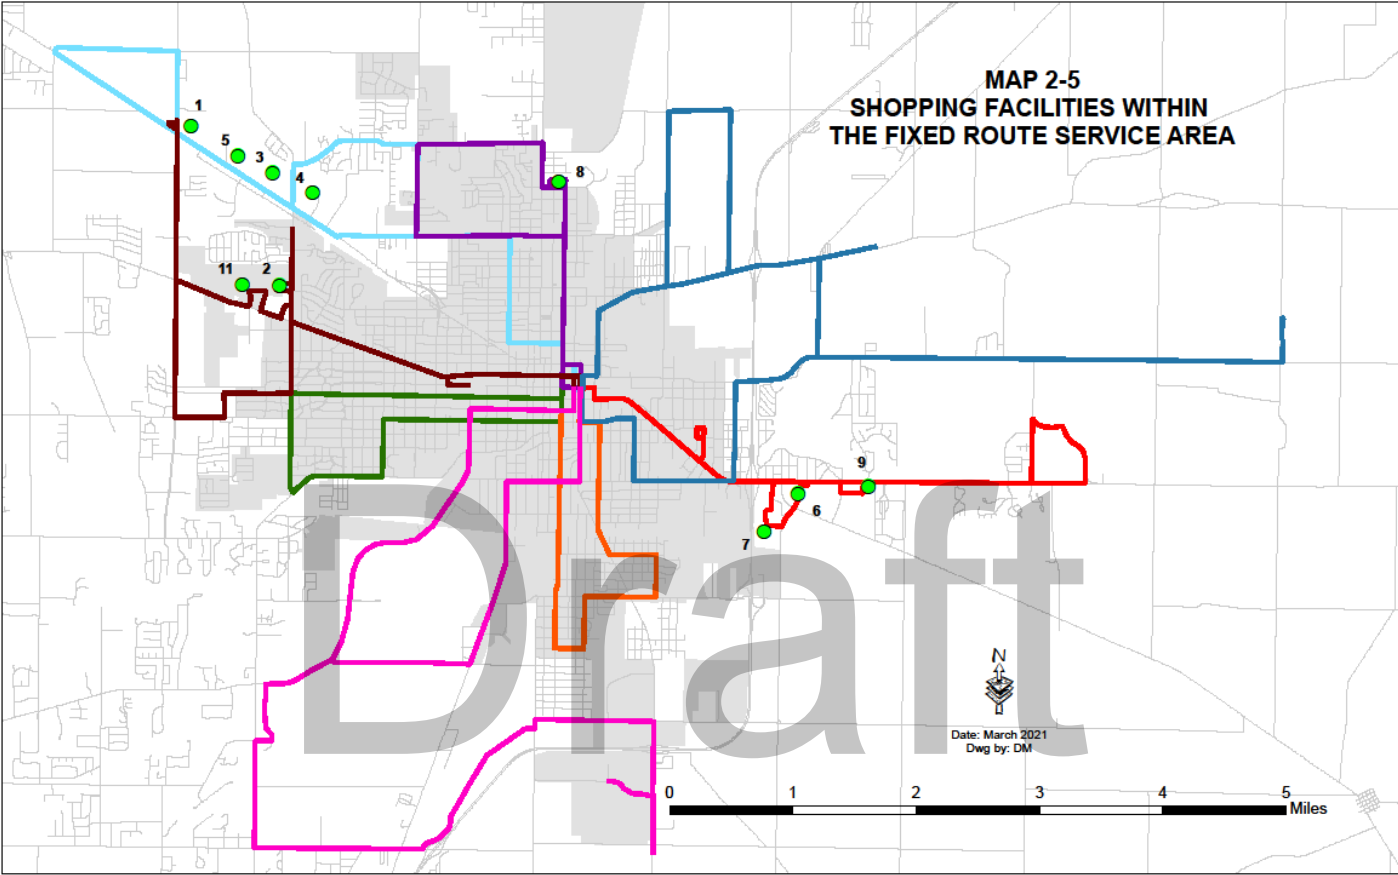 MAP 2-5
SHOPPING FACILITIES WITHIN
THE FIXED ROUTE SERVICE AREA
1
5
3
4
8
11
2
9
6
7
Draft
N
Date: March 2021
Dwg by: DM
0 1 2 3 4 5
Miles